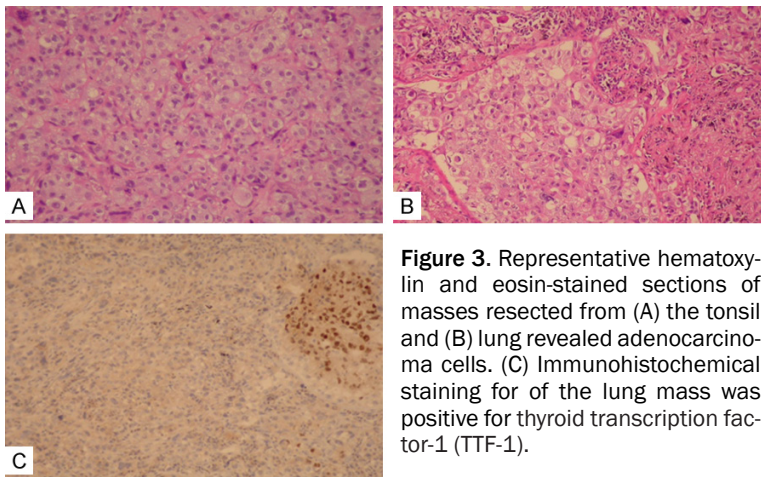 A
B
C
Figure 3. Representative hematoxy-
lin and eosin-stained sections of
masses resected from (A) the tonsil
and (B) lung revealed adenocarcino-
ma cells. (C) Immunohistochemical
staining for of the lung mass was
positive for thyroid transcription fac-
tor-1 (TTF-1).